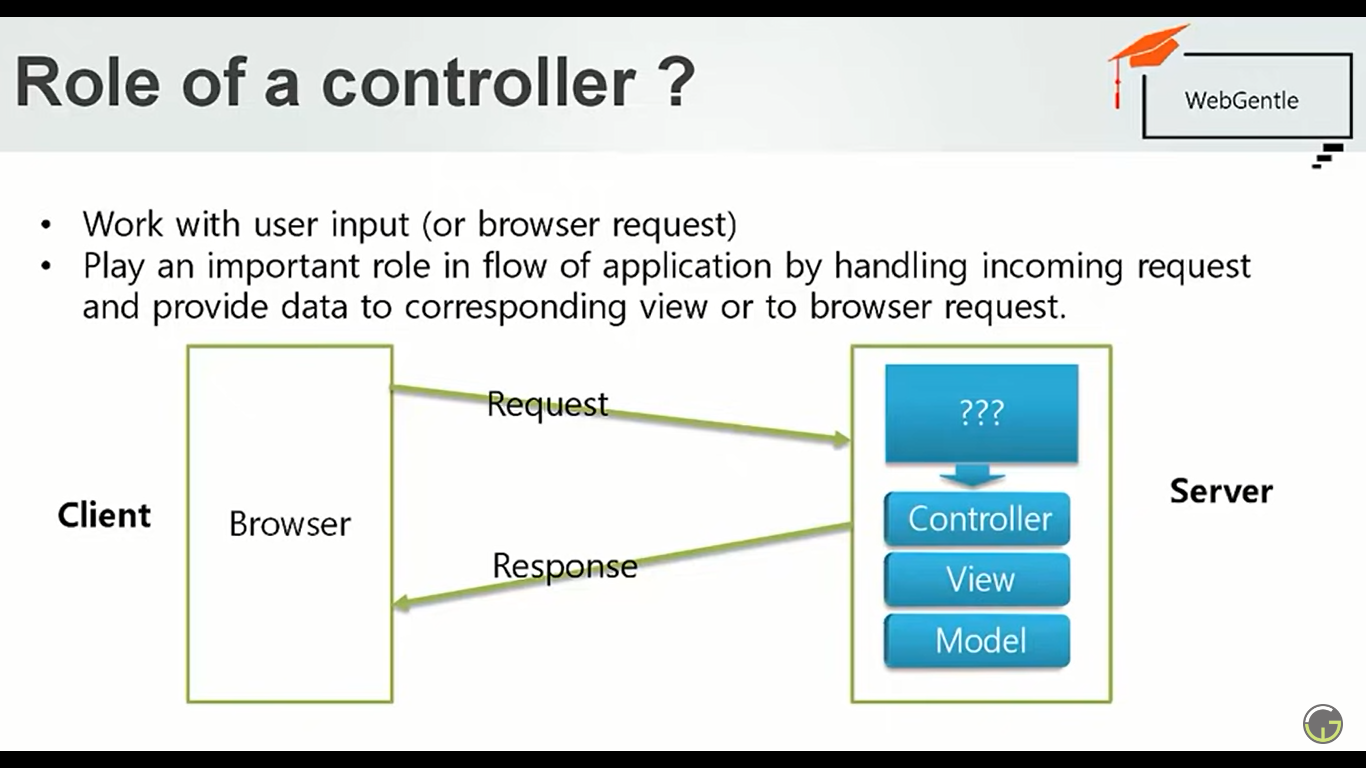 Role of a controller ?
WebGentle
• Work with user input (or browser request)
• Play an important role in flow of application by handling incoming request
and provide data to corresponding view or to browser request.
Request
???
Client
Browser
Controller
Server
Response
View
Model